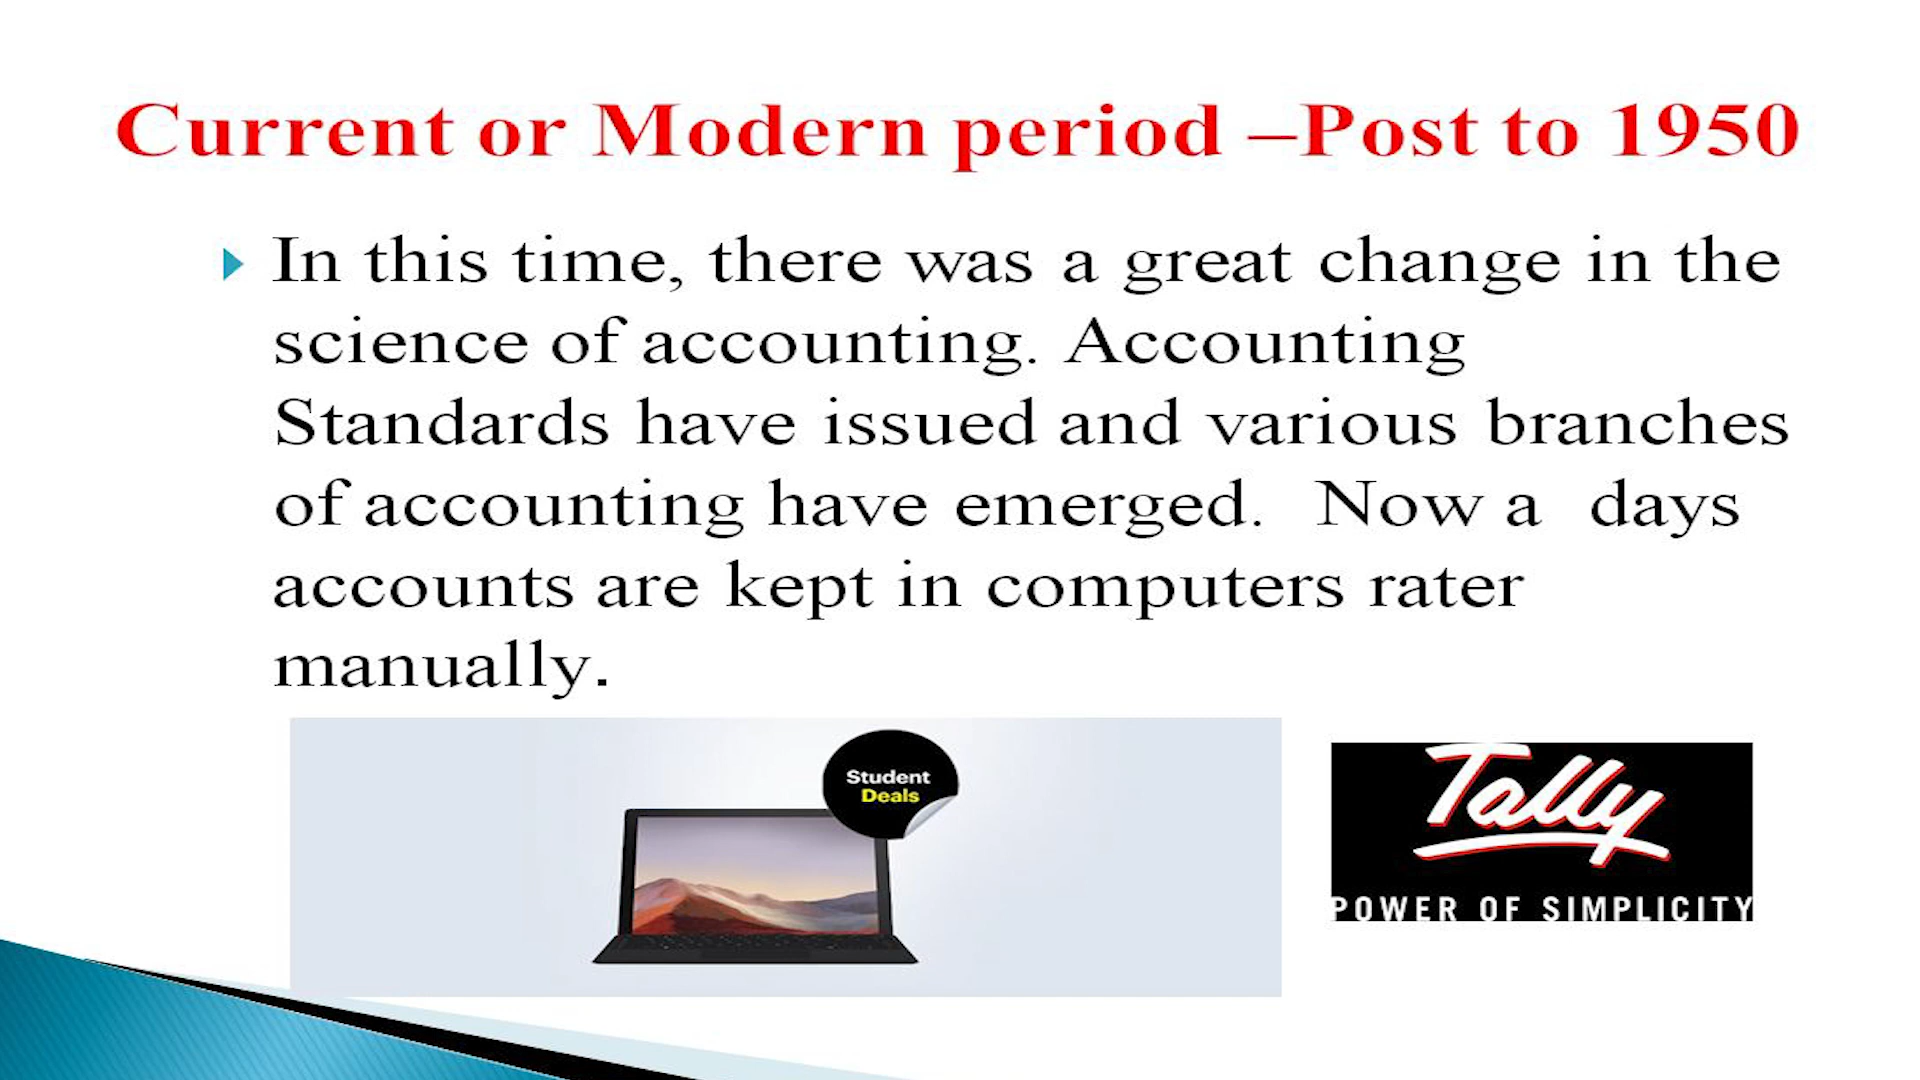 Current or Modern period –Post to 1950
In this time, there was a great change in the
science of accounting. Accounting
Standards have issued and various branches
of accounting have emerged. Now a days
accounts are kept in computers rater
manually.
Student
Deals
Tally
POWER OF SIMPLICITY